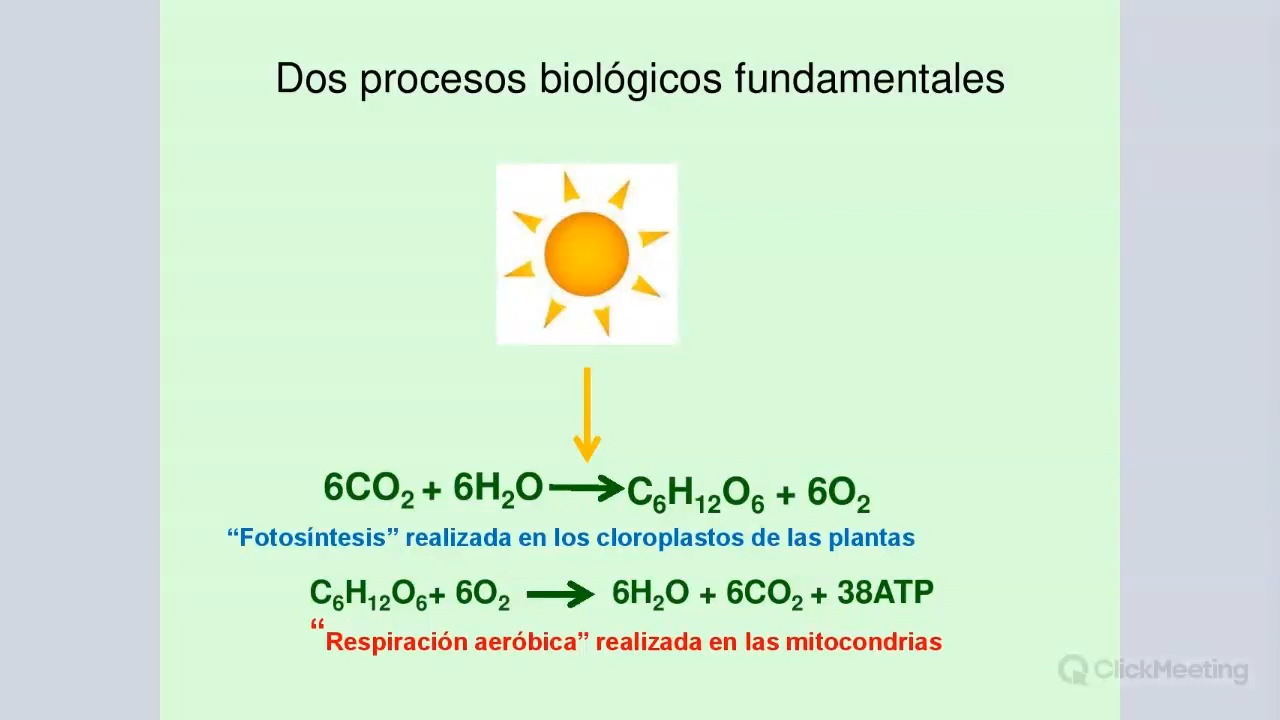 Dos procesos biológicos fundamentales
6CO₂ + 6H₂O → C₆H₁₂O₆ + 6O₂
“Fotosíntesis” realizada en los cloroplastos de las plantas
C₆H₁₂O₆+ 6O₂ → 6H₂O + 6CO₂ + 38ATP
“Respiración aeróbica” realizada en las mitocondrias
ClickMeeting